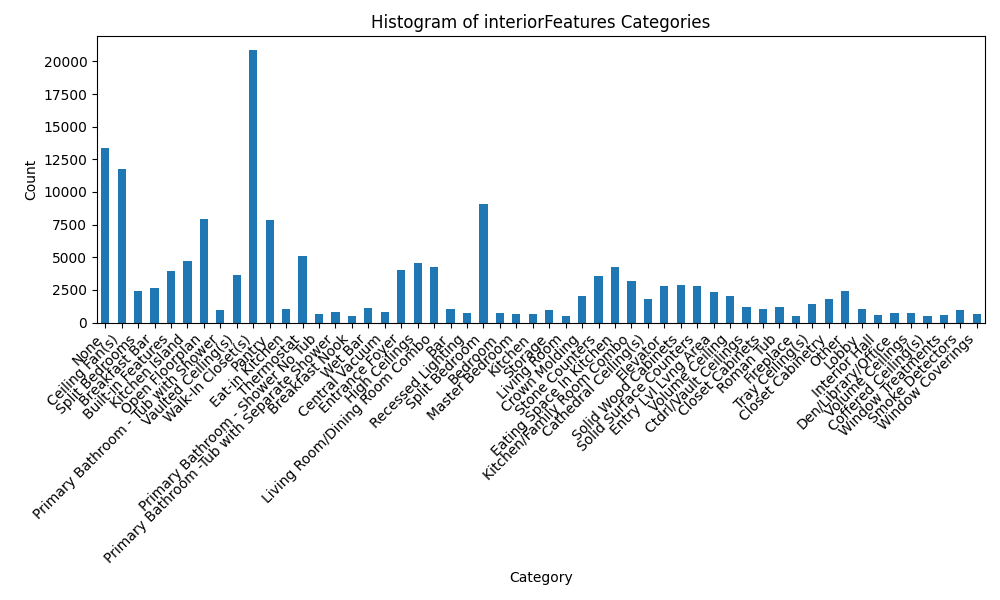 Histogram of interiorFeatures Categories
Count
20000
17500
15000
12500
10000
7500
5000
2500
0
None
Ceiling Fan(s)
Split Bedrooms
Breakfast Bar
Built-in Features
Kitchen Island
Open Floorplan
Primary Bathroom - Tub with Shower
Vaulted Ceiling(s)
Walk-In Closet(s)
Pantry
Eat-in Kitchen
Thermostat
Primary Bathroom - Shower No Tub
Primary Bathroom -Tub with Separate Shower
Breakfast Nook
Wet Bar
Central Vacuum
Entrance Foyer
High Ceilings
Living Room/Dining Room Combo
Bar
Recessed Lighting
Split Bedroom
Bedroom
Master Bedroom
Kitchen
Storage
Living Room
Crown Molding
Stone Counters
Eating Space In Kitchen
Kitchen/Family Room Combo
Cathedral Ceiling(s)
Elevator
Solid Wood Cabinets
Solid Surface Counters
Entry Lvl Lvng Area
Volume Ceiling
Ctdrl/Vault Ceilings
Closet Cabinets
Roman Tub
Fireplace
Tray Ceiling(s)
Closet Cabinetry
Other
Lobby
Interior Hall
Den/Library/Office
Volume Ceilings
Coffered Ceiling(s)
Window Treatments
Smoke Detectors
Window Coverings
Category